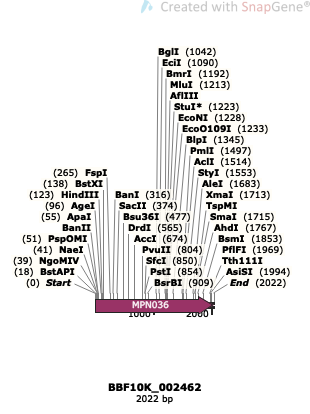 Created with SnapGene®
BglI (1042)
EciI (1090)
BmrI (1192)
MluI (1213)
AflIII
StuI* (1223)
EcoNI (1228)
EcoO109I (1233)
BlpI (1345)
PmlI (1497)
AclI (1514)
(265) FspI StyI (1553)
(138) BstXI AleI (1683)
(123) HindIII BanI (316) XmaI (1713)
(96) AgeI SacII (374) TspMI
(55) ApaI Bsu36I (477) SmaI (1715)
BanII DrdI (565) AhdI (1767)
(51) PspOMI AccI (674) BsmI (1853)
(41) NaeI PvuII (804) PflFI (1969)
(39) NgoMIV SfcI (850) Tth111I
(18) BstAPI PstI (854) AsiSI (1994)
(0) Start BsrBI (909) End (2022)
MPN036
1000 2000
BBF10K_002462
2022 bp